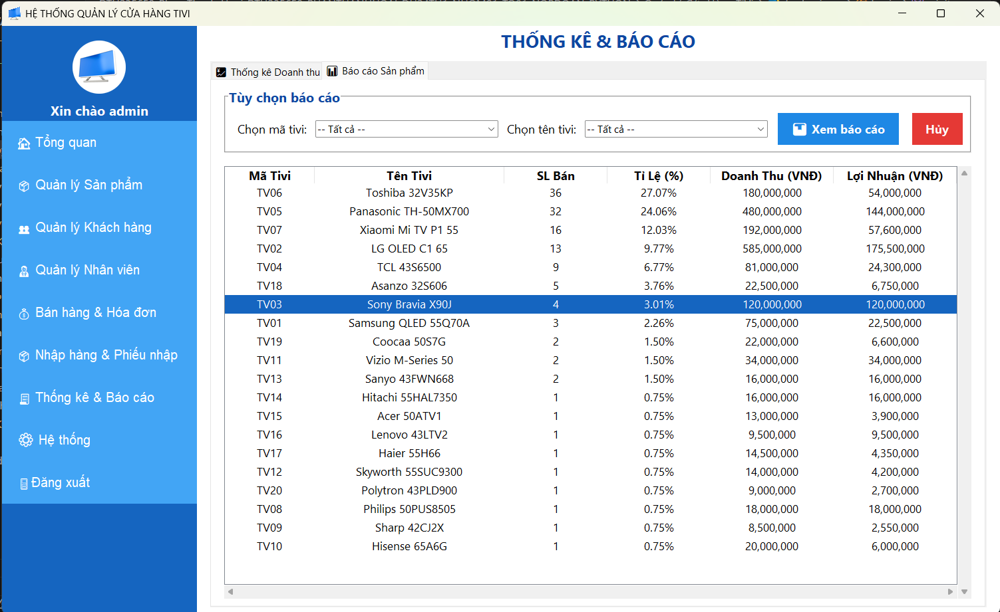 HỆ THỐNG QUẢN LÝ CỬA HÀNG TIVI
Xin chào admin
Tổng quan
Quản lý Sản phẩm
Quản lý Khách hàng
Quản lý Nhân viên
Bán hàng & Hóa đơn
Nhập hàng & Phiếu nhập
Thống kê & Báo cáo
Hệ thống
Đăng xuất
THỐNG KÊ & BÁO CÁO
Thống kê Doanh thu Báo cáo Sản phẩm
Tùy chọn báo cáo
Chọn mã tivi: -- Tất cả -- Chọn tên tivi: -- Tất cả -- Xem báo cáo Hủy
Mã Tivi Tên Tivi SL Bán Tỉ Lệ (%) Doanh Thu (VNĐ) Lợi Nhuận (VNĐ)
TV06 Toshiba 32V35KP 36 27.07% 180,000,000 54,000,000
TV05 Panasonic TH-50MX700 32 24.06% 480,000,000 144,000,000
TV07 Xiaomi Mi TV P1 55 16 12.03% 192,000,000 57,600,000
TV02 LG OLED C1 65 13 9.77% 585,000,000 175,500,000
TV04 TCL 43S6500 9 6.77% 81,000,000 24,300,000
TV18 Asanzo 32S606 5 3.76% 22,500,000 6,750,000
TV03 Sony Bravia X90J 4 3.01% 120,000,000 120,000,000
TV01 Samsung QLED 55Q70A 3 2.26% 75,000,000 22,500,000
TV19 Coocaa 50S7G 2 1.50% 22,000,000 6,600,000
TV11 Vizio M-Series 50 2 1.50% 34,000,000 34,000,000
TV13 Sanyo 43FWN668 2 1.50% 16,000,000 16,000,000
TV14 Hitachi 55HAL7350 1 0.75% 16,000,000 16,000,000
TV15 Acer 50ATV1 1 0.75% 13,000,000 3,900,000
TV16 Lenovo 43LTV2 1 0.75% 9,500,000 9,500,000
TV17 Haier 55H66 1 0.75% 14,500,000 4,350,000
TV12 Skyworth 55SUC9300 1 0.75% 14,000,000 4,200,000
TV20 Polytron 43PLD900 1 0.75% 9,000,000 2,700,000
TV08 Philips 50PUS8505 1 0.75% 18,000,000 18,000,000
TV09 Sharp 42CJ2X 1 0.75% 8,500,000 2,550,000
TV10 Hisense 65A6G 1 0.75% 20,000,000 6,000,000